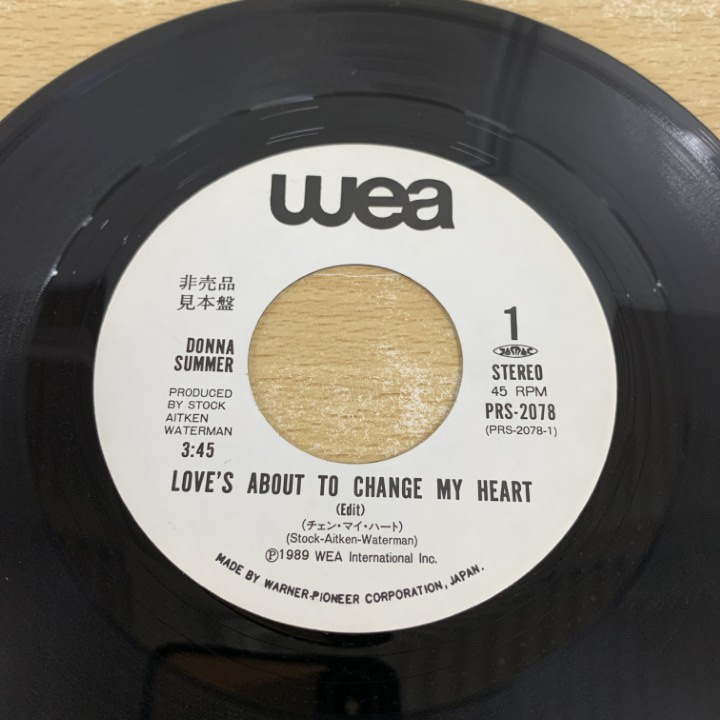 wea
非売品
見本盤
DONNA
SUMMER
PRODUCED
BY STOCK
AITKEN
WATERMAN
3:45
1
JASRAC
STEREO
45 RPM
PRS-2078
(PRS-2078-1)
LOVE'S ABOUT TO CHANGE MY HEART
(Edit)
(チェン・マイ・ハート)
(Stock-Aitken-Waterman)
Ⓟ1989 WEA International Inc.
MADE BY WARNER-PIONEER CORPORATION, JAPAN.